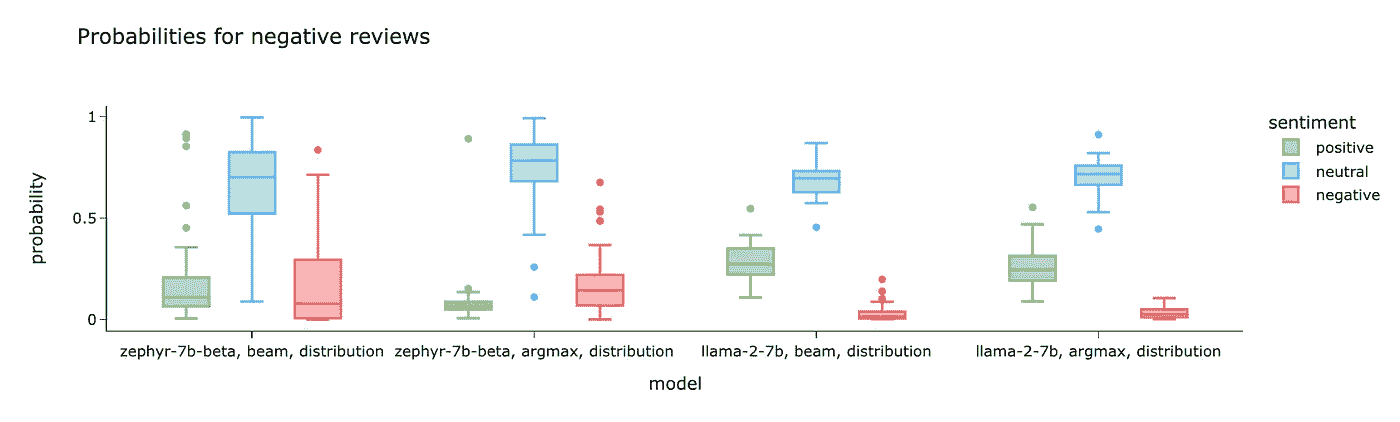 Probabilities for negative reviews
sentiment
positive
neutral
negative
1
0.5
0
probability
zephyr-7b-beta, beam, distribution zephyr-7b-beta, argmax, distribution llama-2-7b, beam, distribution llama-2-7b, argmax, distribution
model